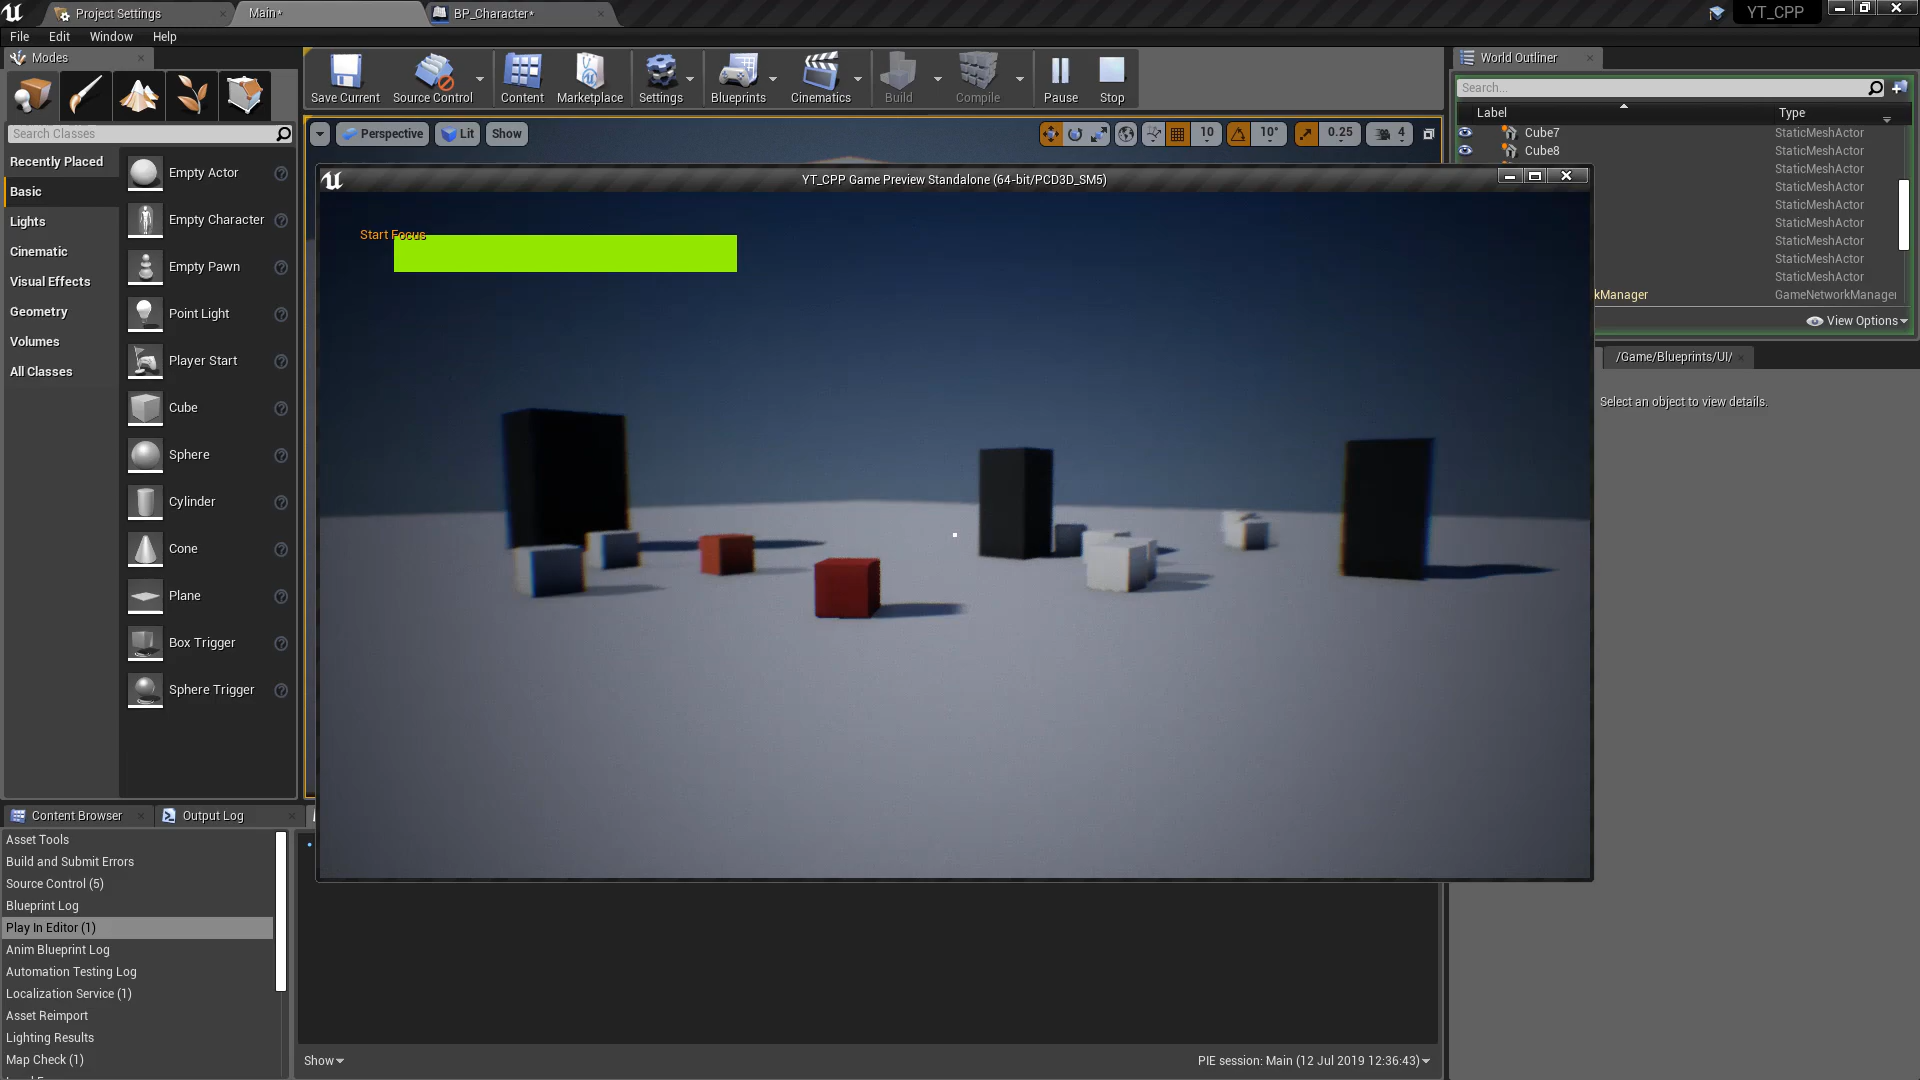 Project Settings
Main*
BP_Character*
YT_CPP
File Edit Window Help
Modes
World Outliner
Save Current
Source Control
Content
Marketplace
Settings
Blueprints
Cinematics
Build
Compile
Pause
Stop
Search...
Label
Type
Search Classes
Perspective
Lit
Show
10
10°
0.25
4
Cube7 StaticMeshActor
Cube8 StaticMeshActor
StaticMeshActor
StaticMeshActor
StaticMeshActor
StaticMeshActor
StaticMeshActor
StaticMeshActor
kManager GameNetworkManager
View Options
/Game/Blueprints/UI/
Select an object to view details.
Recently Placed
Basic
Lights
Cinematic
Visual Effects
Geometry
Volumes
All Classes
Empty Actor
Empty Character
Empty Pawn
Point Light
Player Start
Cube
Sphere
Cylinder
Cone
Plane
Box Trigger
Sphere Trigger
YT_CPP Game Preview Standalone (64-bit/PCD3D_SM5)
Start Focus
Content Browser
Output Log
Asset Tools
Build and Submit Errors
Source Control (5)
Blueprint Log
Play In Editor (1)
Anim Blueprint Log
Automation Testing Log
Localization Service (1)
Asset Reimport
Lighting Results
Map Check (1)
Show
PIE session: Main (12 Jul 2019 12:36:43)